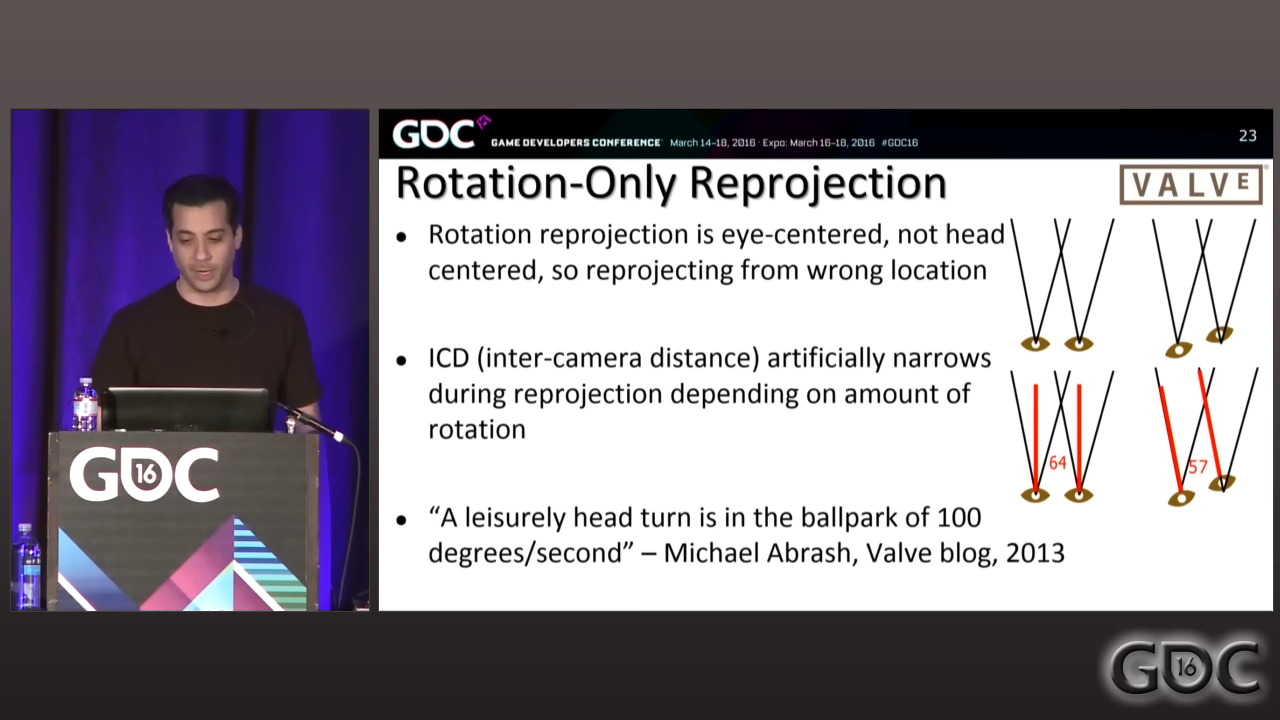 GDC
GAME DEVELOPERS CONFERENCE March 14-18, 2016 · Expo: March 16-18, 2016 #GDC16
23
Rotation-Only Reprojection
VALVE
• Rotation reprojection is eye-centered, not head
centered, so reprojecting from wrong location
• ICD (inter-camera distance) artificially narrows
during reprojection depending on amount of
rotation
64
57
• “A leisurely head turn is in the ballpark of 100
degrees/second” – Michael Abrash, Valve blog, 2013
GDC
16
GDC
16